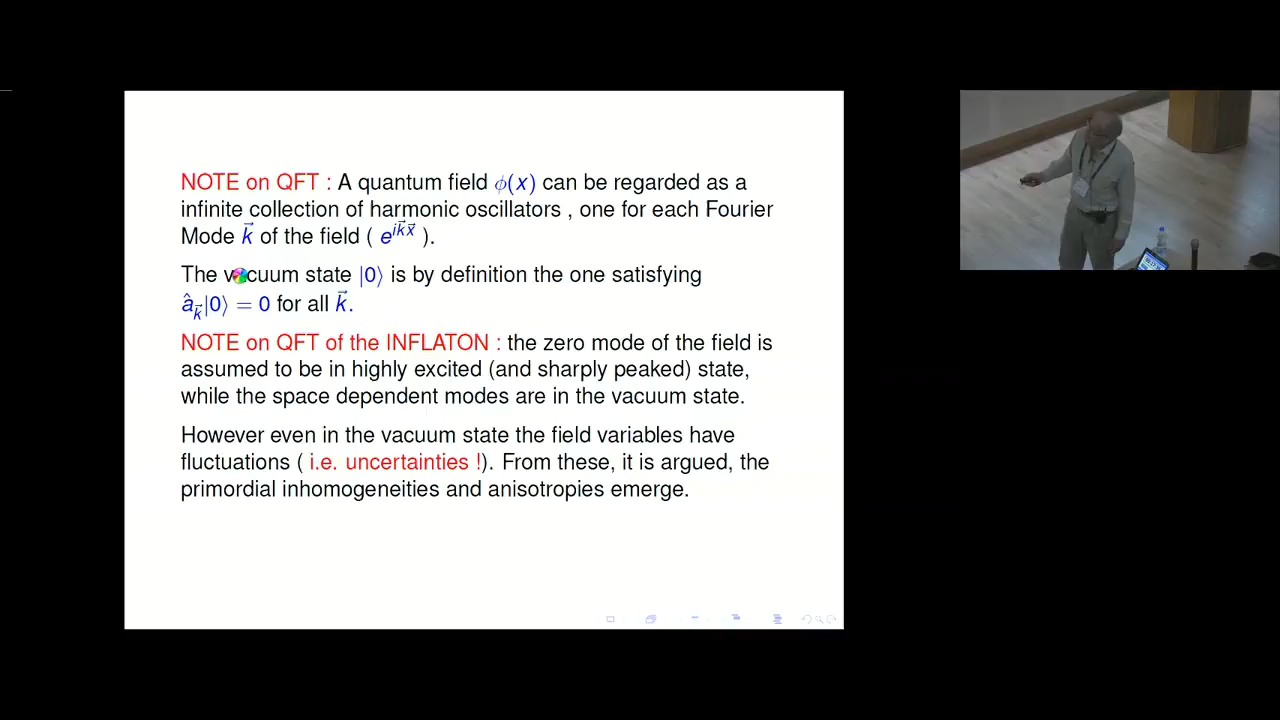 NOTE on QFT : A quantum field ϕ(x) can be regarded as a
infinite collection of harmonic oscillators , one for each Fourier
Mode k⃗ of the field ( e^{ik⃗x⃗} ).
The vacuum state |0⟩ is by definition the one satisfying
â_{k⃗}|0⟩ = 0 for all k⃗.
NOTE on QFT of the INFLATON : the zero mode of the field is
assumed to be in highly excited (and sharply peaked) state,
while the space dependent modes are in the vacuum state.
However even in the vacuum state the field variables have
fluctuations ( i.e. uncertainties !). From these, it is argued, the
primordial inhomogeneities and anisotropies emerge.